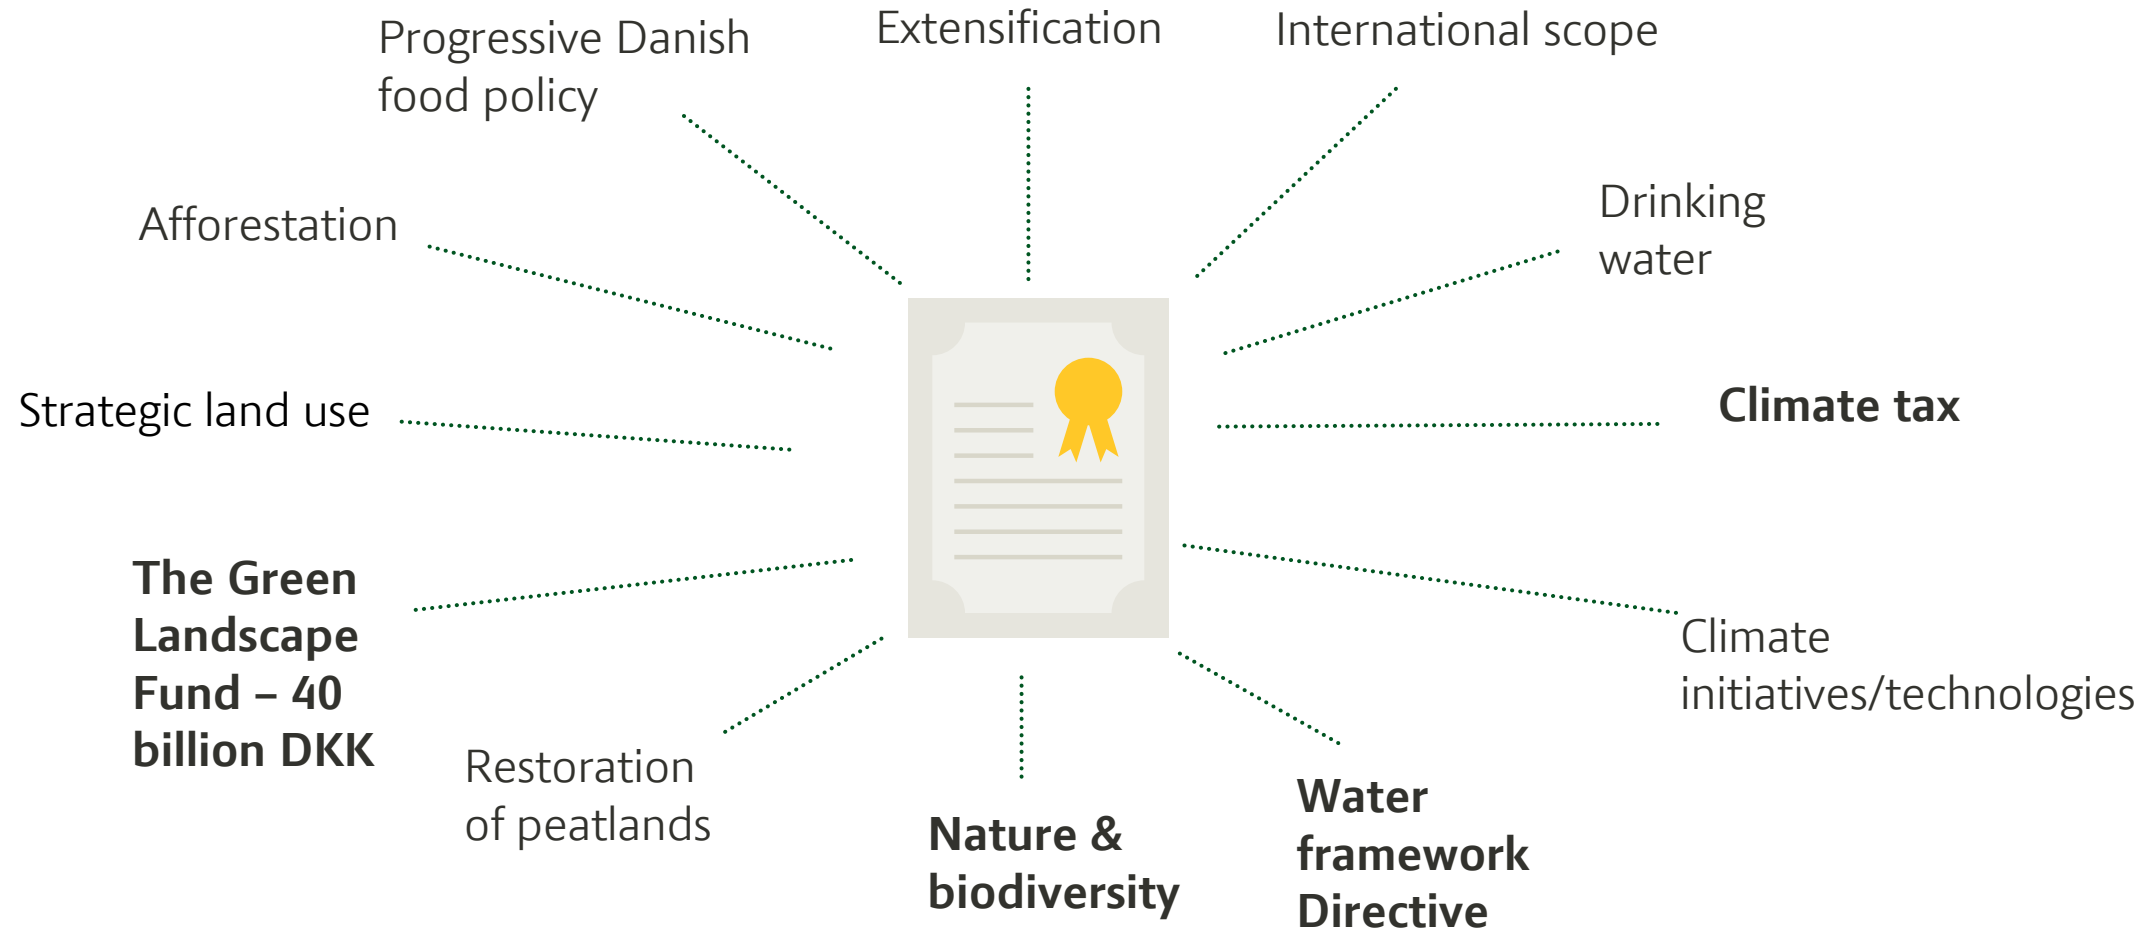 Progressive Danish
food policy
Extensification
International scope
Afforestation
Drinking
water
Strategic land use
Climate tax
The Green
Landscape
Fund – 40
billion DKK
Climate
initiatives/technologies
Restoration
of peatlands
Nature &
biodiversity
Water
framework
Directive